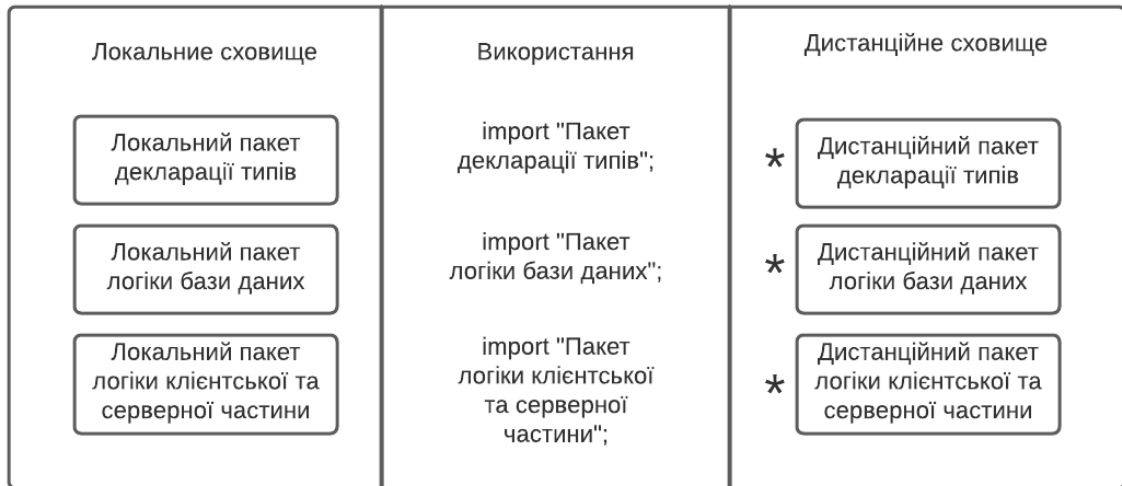 Локальние сховище
Локальний пакет
декларації типів
Локальний пакет
логіки бази даних
Локальний пакет
логіки клієнтської та
серверної частини
Використання
import "Пакет
декларації типів";
import "Пакет
логіки бази даних";
import "Пакет
логіки клієнтської
та серверної
частини";
Дистанційне сховище
* Дистанційний пакет
декларації типів
* Дистанційний пакет
логіки бази даних
* Дистанційний пакет
логіки клієнтської та
серверної частини